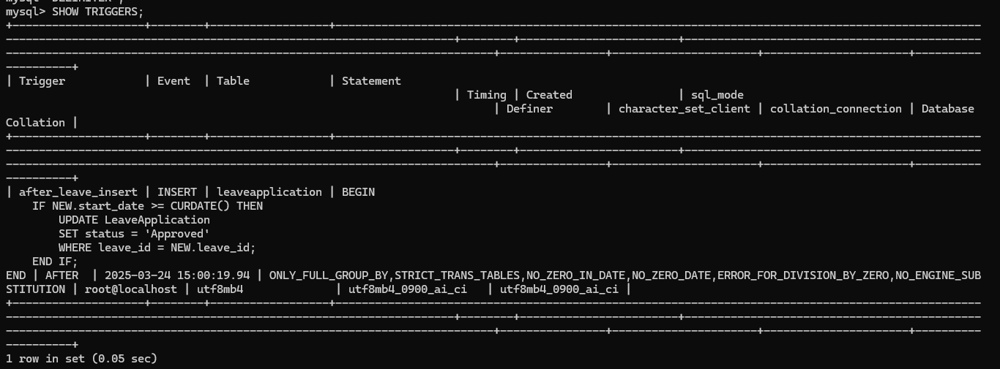 mysql> DELIMITER ;
mysql> SHOW TRIGGERS;
+---------------------+--------+------------------+--------------------------------------------------------------------------------------------------
--------------------------------------------------------------------+--------+------------------------+---------------------------------------------
--------------------------------------------------------------------------+----------------+----------------------+----------------------+----------
----------+
| Trigger            | Event  | Table            | Statement
| Timing | Created                | sql_mode
| Definer        | character_set_client | collation_connection | Database
Collation |
+---------------------+--------+------------------+--------------------------------------------------------------------------------------------------
--------------------------------------------------------------------+--------+------------------------+---------------------------------------------
--------------------------------------------------------------------------+----------------+----------------------+----------------------+----------
----------+
| after_leave_insert | INSERT | leaveapplication | BEGIN
    IF NEW.start_date >= CURDATE() THEN
        UPDATE LeaveApplication
        SET status = 'Approved'
        WHERE leave_id = NEW.leave_id;
    END IF;
END | AFTER  | 2025-03-24 15:00:19.94 | ONLY_FULL_GROUP_BY,STRICT_TRANS_TABLES,NO_ZERO_IN_DATE,NO_ZERO_DATE,ERROR_FOR_DIVISION_BY_ZERO,NO_ENGINE_SUB
STITUTION | root@localhost | utf8mb4              | utf8mb4_0900_ai_ci   | utf8mb4_0900_ai_ci |
+---------------------+--------+------------------+--------------------------------------------------------------------------------------------------
--------------------------------------------------------------------+--------+------------------------+---------------------------------------------
--------------------------------------------------------------------------+----------------+----------------------+----------------------+----------
----------+
1 row in set (0.05 sec)